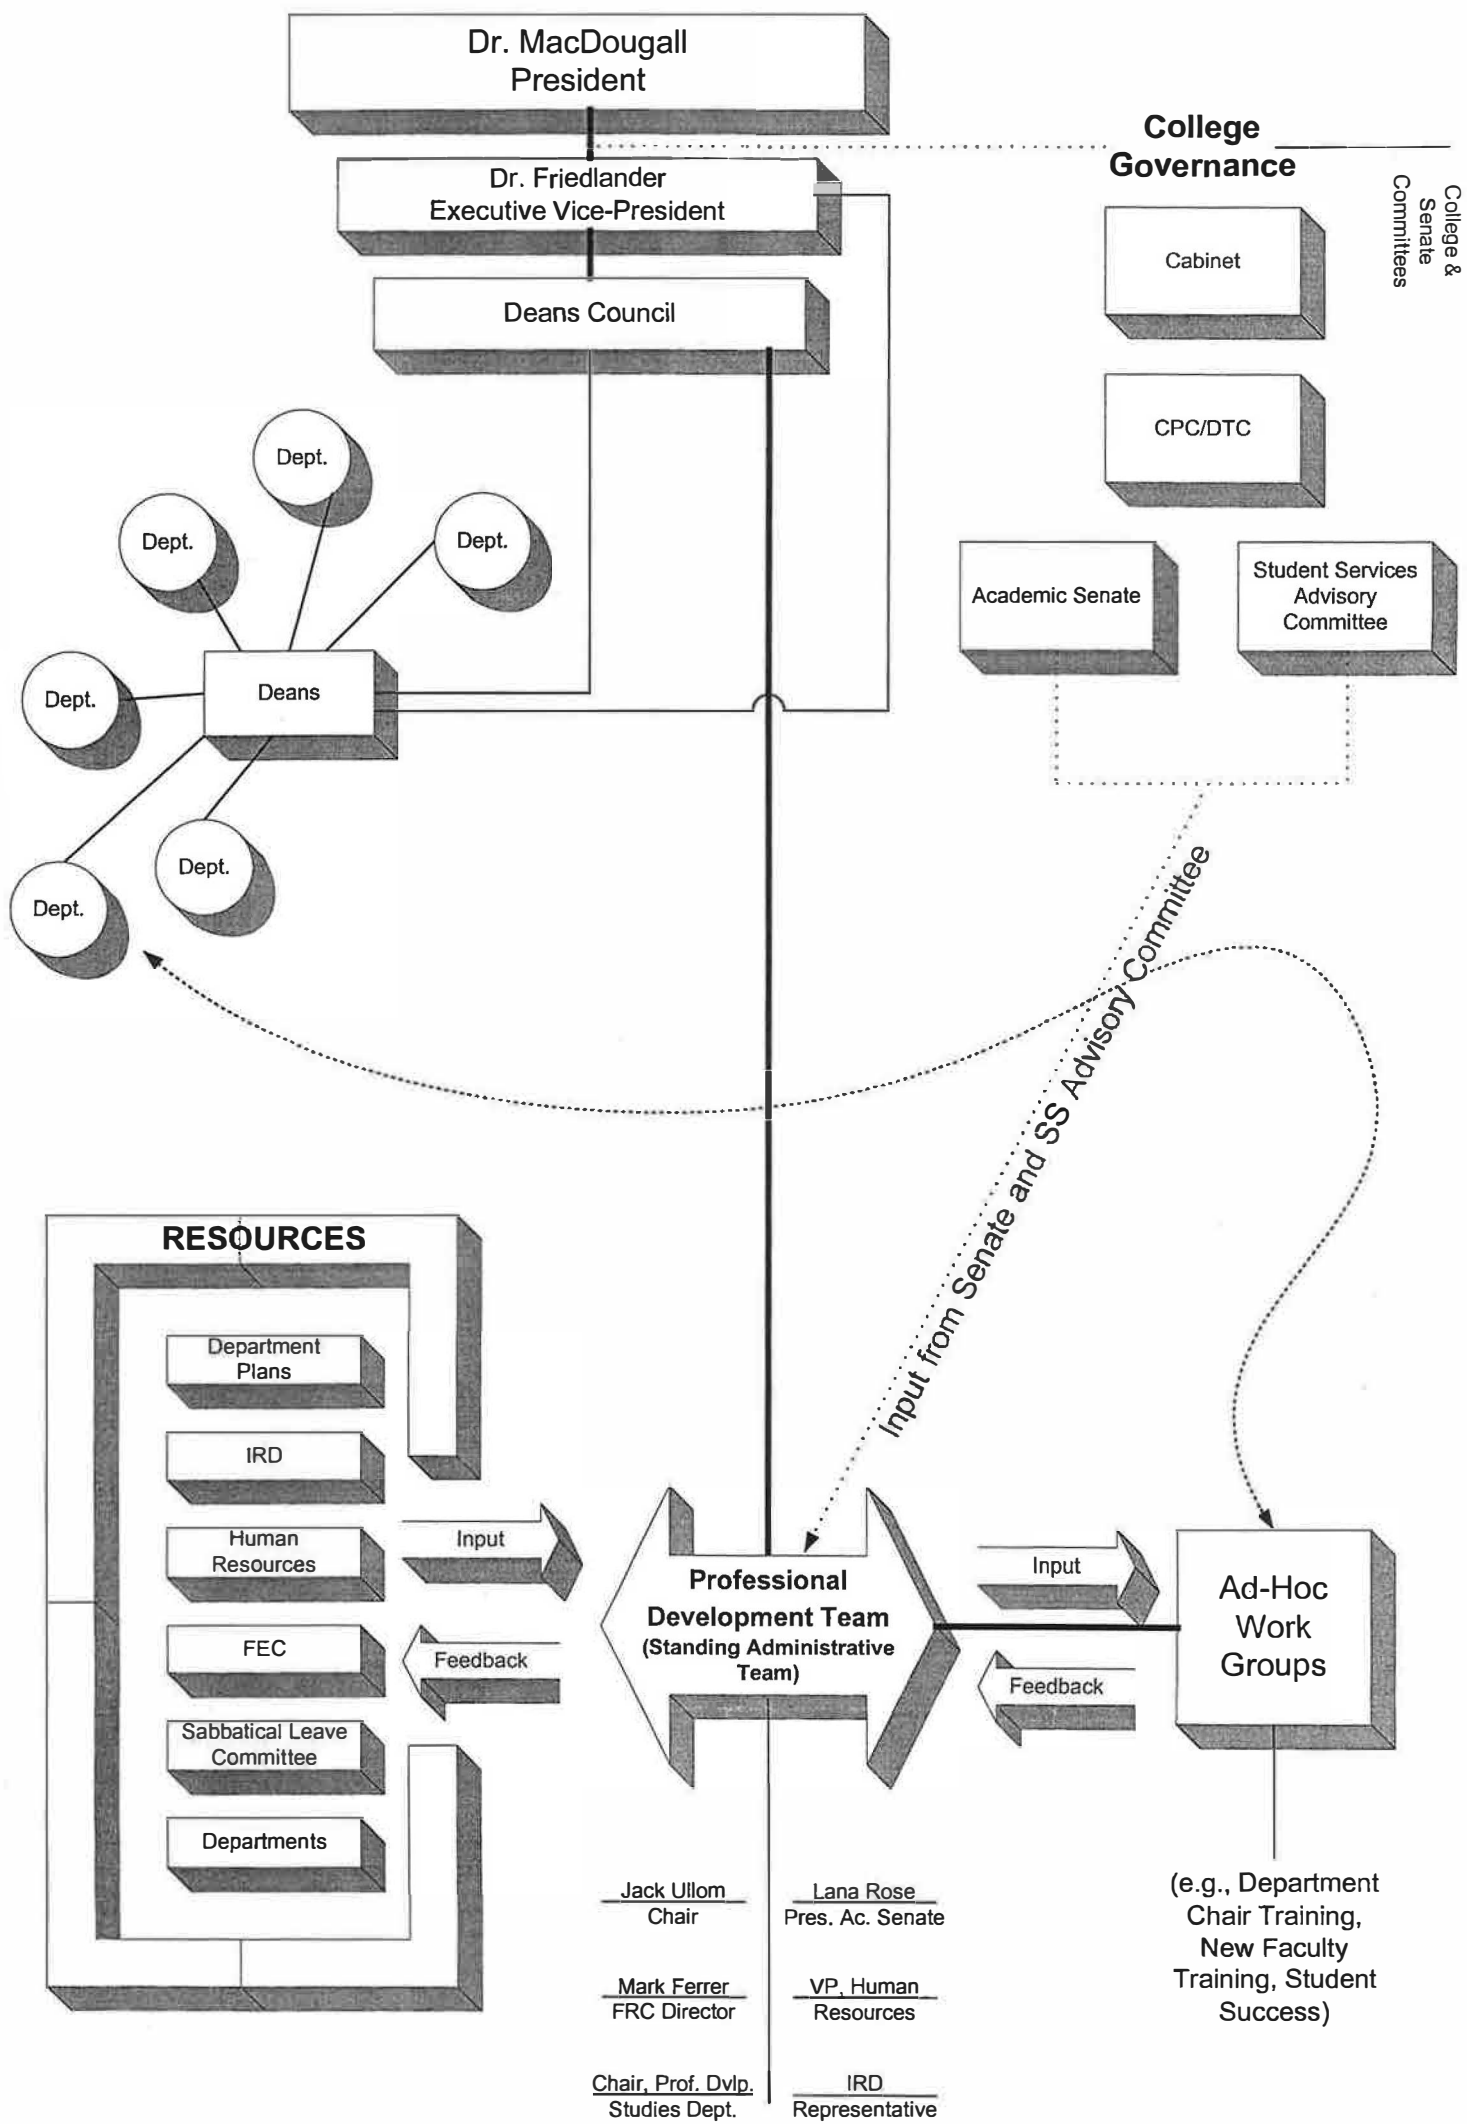 Dr. MacDougall
President
College
Governance
College &
Senate
Committees
Dr. Friedlander
Executive Vice-President
Deans Council
Cabinet
CPC/DTC
Academic Senate
Student Services
Advisory
Committee
Dept.
Dept.
Dept.
Dept.
Deans
Dept.
Dept.
Input from Senate and SS Advisory Committee
RESOURCES
Department
Plans
IRD
Human
Resources
FEC
Sabbatical Leave
Committee
Departments
Input
Feedback
Professional
Development Team
(Standing Administrative
Team)
Input
Feedback
Ad-Hoc
Work
Groups
Jack Ullom
Chair
Lana Rose
Pres. Ac. Senate
Mark Ferrer
FRC Director
VP, Human
Resources
Chair, Prof. Dvlp.
Studies Dept.
IRD
Representative
(e.g., Department
Chair Training,
New Faculty
Training, Student
Success)